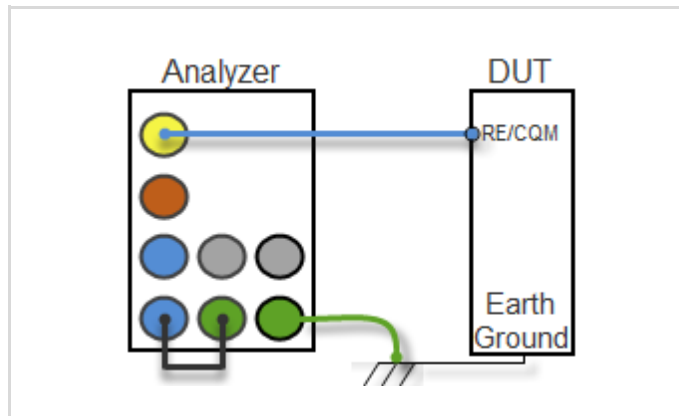 Analyzer
DUT
RE/CQM
Earth
Ground